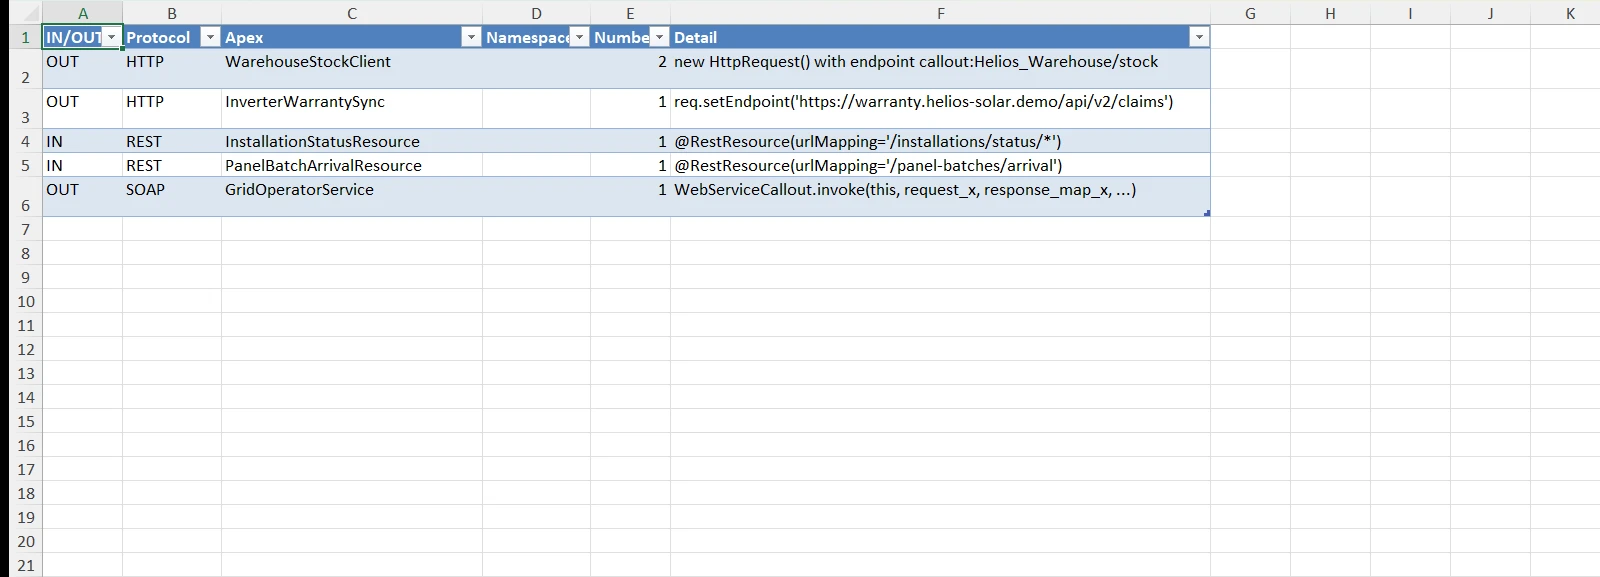 A B C D E F G H I J K
1 IN/OUT Protocol Apex Namespace Numbe Detail
2 OUT HTTP WarehouseStockClient 2 new HttpRequest() with endpoint callout:Helios_Warehouse/stock
3 OUT HTTP InverterWarrantySync 1 req.setEndpoint('https://warranty.helios-solar.demo/api/v2/claims')
4 IN REST InstallationStatusResource 1 @RestResource(urlMapping='/installations/status/*')
5 IN REST PanelBatchArrivalResource 1 @RestResource(urlMapping='/panel-batches/arrival')
6 OUT SOAP GridOperatorService 1 WebServiceCallout.invoke(this, request_x, response_map_x, ...)
7
8
9
10
11
12
13
14
15
16
17
18
19
20
21